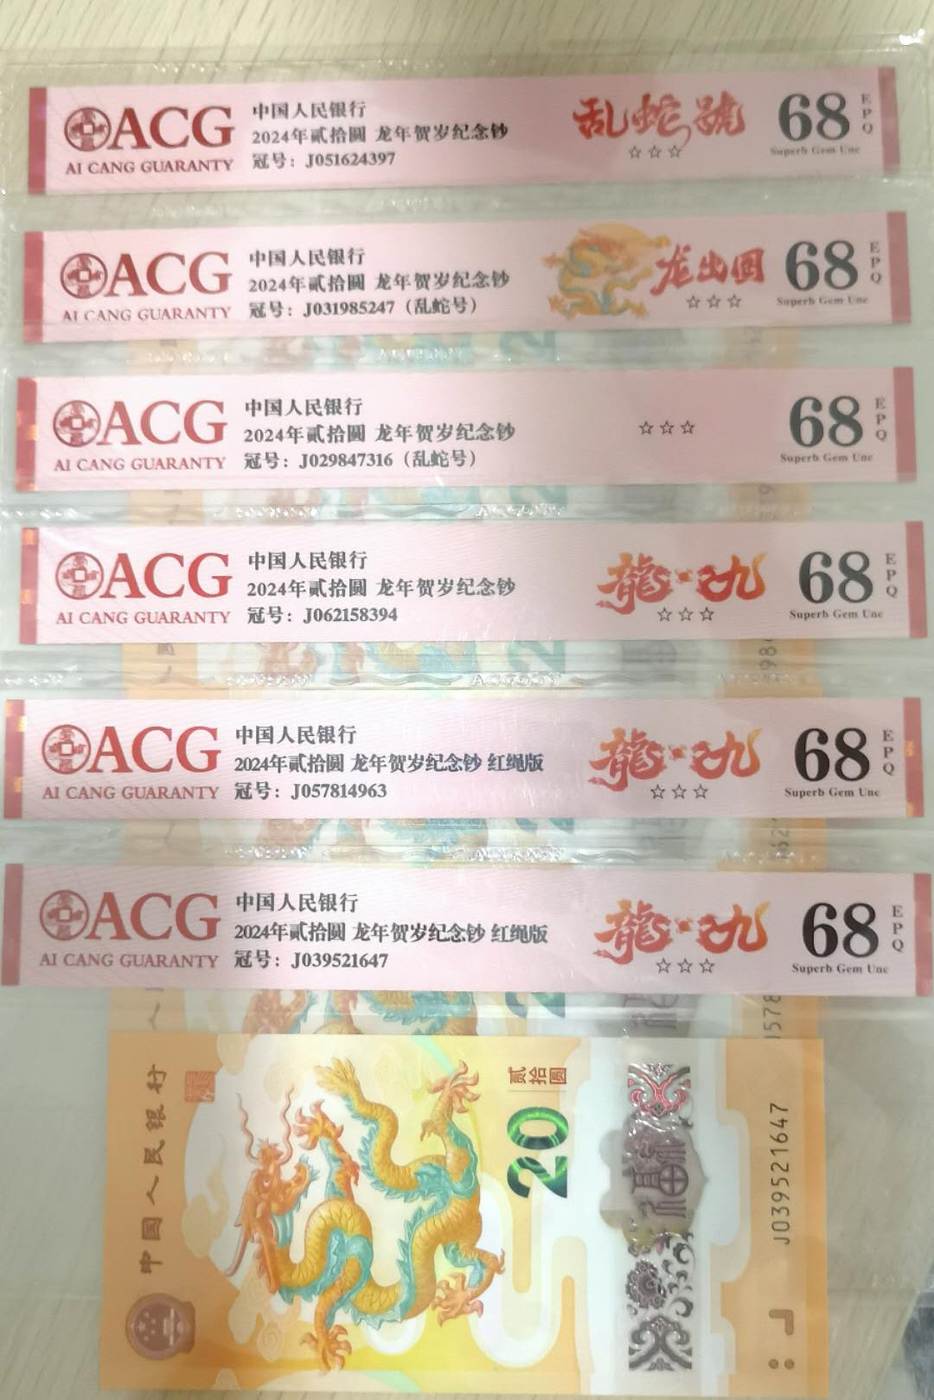 ACG
AI CANG GUARANTY
中国人民银行
2024年贰拾圆 龙年贺岁纪念钞
冠号：J051624397
乱蛇號
☆☆☆
68
EPQ
Superb Gem Unc
ACG
AI CANG GUARANTY
中国人民银行
2024年贰拾圆 龙年贺岁纪念钞
冠号：J031985247（乱蛇号）
龙出圆
☆☆☆
68
EPQ
Superb Gem Unc
ACG
AI CANG GUARANTY
中国人民银行
2024年贰拾圆 龙年贺岁纪念钞
冠号：J029847316（乱蛇号）
☆☆☆
68
EPQ
Superb Gem Unc
ACG
AI CANG GUARANTY
中国人民银行
2024年贰拾圆 龙年贺岁纪念钞
冠号：J062158394
龍之九
☆☆☆
68
EPQ
Superb Gem Unc
ACG
AI CANG GUARANTY
中国人民银行
2024年贰拾圆 龙年贺岁纪念钞 红绳版
冠号：J057814963
龍之九
☆☆☆
68
EPQ
Superb Gem Unc
ACG
AI CANG GUARANTY
中国人民银行
2024年贰拾圆 龙年贺岁纪念钞 红绳版
冠号：J039521647
龍之九
☆☆☆
68
EPQ
Superb Gem Unc
中国人民银行
贰拾圆
20
J039521647